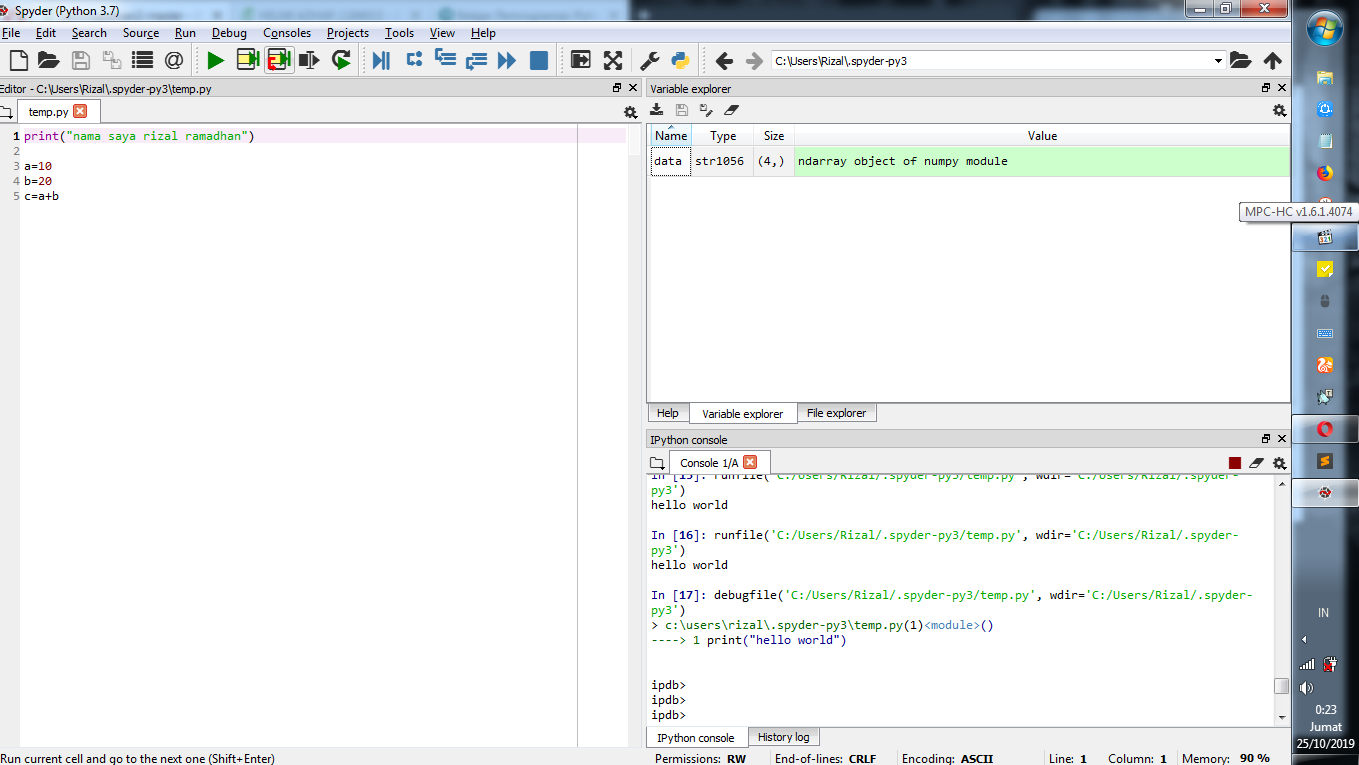 Spyder (Python 3.7)
File Edit Search Source Run Debug Consoles Projects Tools View Help
C:\Users\Rizal\.spyder-py3
Editor - C:\Users\Rizal\.spyder-py3\temp.py
temp.py
1 print("nama saya rizal ramadhan")
2
3 a=10
4 b=20
5 c=a+b
Variable explorer
Name Type Size Value
data str1056 (4,) ndarray object of numpy module
Help Variable explorer File explorer
IPython console
Console 1/A
In [15]: runfile('C:/Users/Rizal/.spyder-py3/temp.py', wdir='C:/Users/Rizal/.spyder-
py3')
hello world
In [16]: runfile('C:/Users/Rizal/.spyder-py3/temp.py', wdir='C:/Users/Rizal/.spyder-
py3')
hello world
In [17]: debugfile('C:/Users/Rizal/.spyder-py3/temp.py', wdir='C:/Users/Rizal/.spyder-
py3')
> c:\users\rizal\.spyder-py3\temp.py(1)<module>()
----> 1 print("hello world")
ipdb>
ipdb>
ipdb>
IPython console History log
Run current cell and go to the next one (Shift+Enter)
Permissions: RW End-of-lines: CRLF Encoding: ASCII Line: 1 Column: 1 Memory: 90 %
MPC-HC v1.6.1.4074
321
IN
0:23
Jumat
25/10/2019